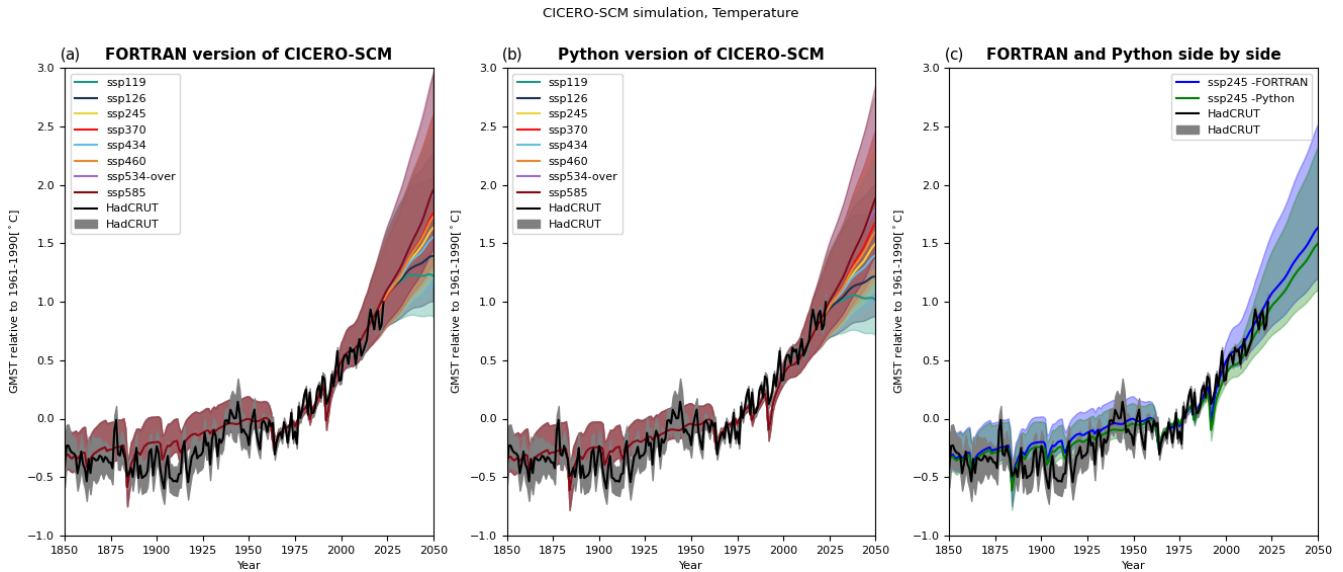 CICERO-SCM simulation, Temperature
(a) FORTRAN version of CICERO-SCM
GMST relative to 1961-1990[°C]
3.0
2.5
2.0
1.5
1.0
0.5
0.0
−0.5
−1.0
ssp119
ssp126
ssp245
ssp370
ssp434
ssp460
ssp534-over
ssp585
HadCRUT
HadCRUT
1850 1875 1900 1925 1950 1975 2000 2025 2050
Year
(b) Python version of CICERO-SCM
GMST relative to 1961-1990[°C]
3.0
2.5
2.0
1.5
1.0
0.5
0.0
−0.5
−1.0
ssp119
ssp126
ssp245
ssp370
ssp434
ssp460
ssp534-over
ssp585
HadCRUT
HadCRUT
1850 1875 1900 1925 1950 1975 2000 2025 2050
Year
(c) FORTRAN and Python side by side
GMST relative to 1961-1990[°C]
3.0
2.5
2.0
1.5
1.0
0.5
0.0
−0.5
−1.0
ssp245 -FORTRAN
ssp245 -Python
HadCRUT
HadCRUT
1850 1875 1900 1925 1950 1975 2000 2025 2050
Year